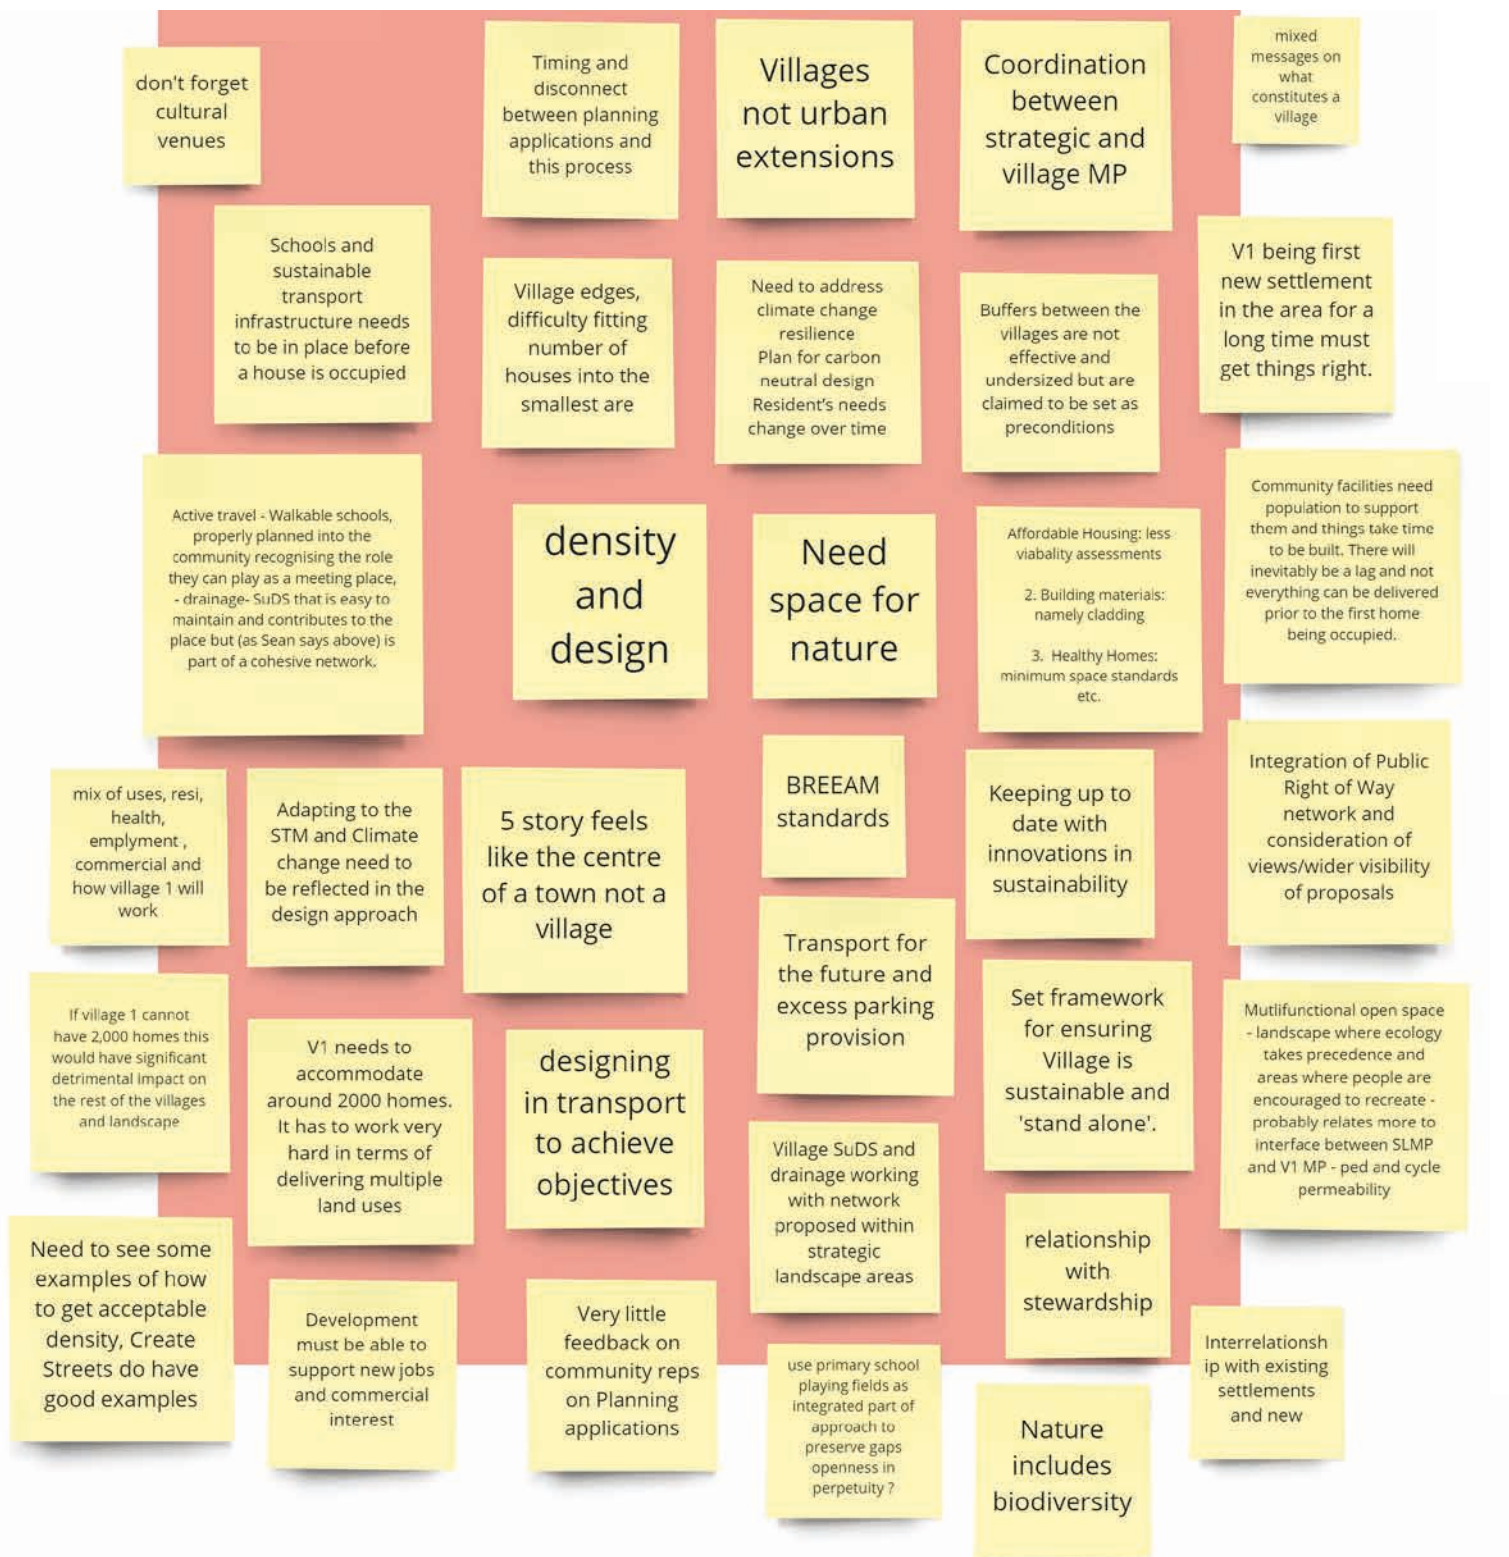 don't forget
cultural
venues
Timing and
disconnect
between planning
applications and
this process
Villages
not urban
extensions
Coordination
between
strategic and
village MP
mixed
messages on
what
constitutes a
village
Schools and
sustainable
transport
infrastructure needs
to be in place before
a house is occupied
Village edges,
difficulty fitting
number of
houses into the
smallest are
Need to address
climate change
resilience
Plan for carbon
neutral design
Resident's needs
change over time
Buffers between the
villages are not
effective and
undersized but are
claimed to be set as
preconditions
V1 being first
new settlement
in the area for a
long time must
get things right.
Active travel - Walkable schools,
properly planned into the
community recognising the role
they can play as a meeting place,
- drainage- SuDS that is easy to
maintain and contributes to the
place but (as Sean says above) is
part of a cohesive network.
density
and
design
Need
space for
nature
Affordable Housing: less
viabality assessments
2. Building materials:
namely cladding
3. Healthy Homes:
minimum space standards
etc.
Community facilities need
population to support
them and things take time
to be built. There will
inevitably be a lag and not
everything can be delivered
prior to the first home
being occupied.
mix of uses, resi,
health,
emplyment ,
commercial and
how village 1 will
work
Adapting to the
STM and Climate
change need to
be reflected in the
design approach
5 story feels
like the centre
of a town not a
village
BREEAM
standards
Keeping up to
date with
innovations in
sustainability
Integration of Public
Right of Way
network and
consideration of
views/wider visibility
of proposals
Transport for
the future and
excess parking
provision
If village 1 cannot
have 2,000 homes this
would have significant
detrimental impact on
the rest of the villages
and landscape
V1 needs to
accommodate
around 2000 homes.
It has to work very
hard in terms of
delivering multiple
land uses
designing
in transport
to achieve
objectives
Set framework
for ensuring
Village is
sustainable and
'stand alone'.
Mutlifunctional open space
- landscape where ecology
takes precedence and
areas where people are
encouraged to recreate -
probably relates more to
interface between SLMP
and V1 MP - ped and cycle
permeability
Village SuDS and
drainage working
with network
proposed within
strategic
landscape areas
relationship
with
stewardship
Need to see some
examples of how
to get acceptable
density, Create
Streets do have
good examples
Development
must be able to
support new jobs
and commercial
interest
Very little
feedback on
community reps
on Planning
applications
use primary school
playing fields as
integrated part of
approach to
preserve gaps
openness in
perpetuity ?
Nature
includes
biodiversity
Interrelationsh
ip with existing
settlements
and new